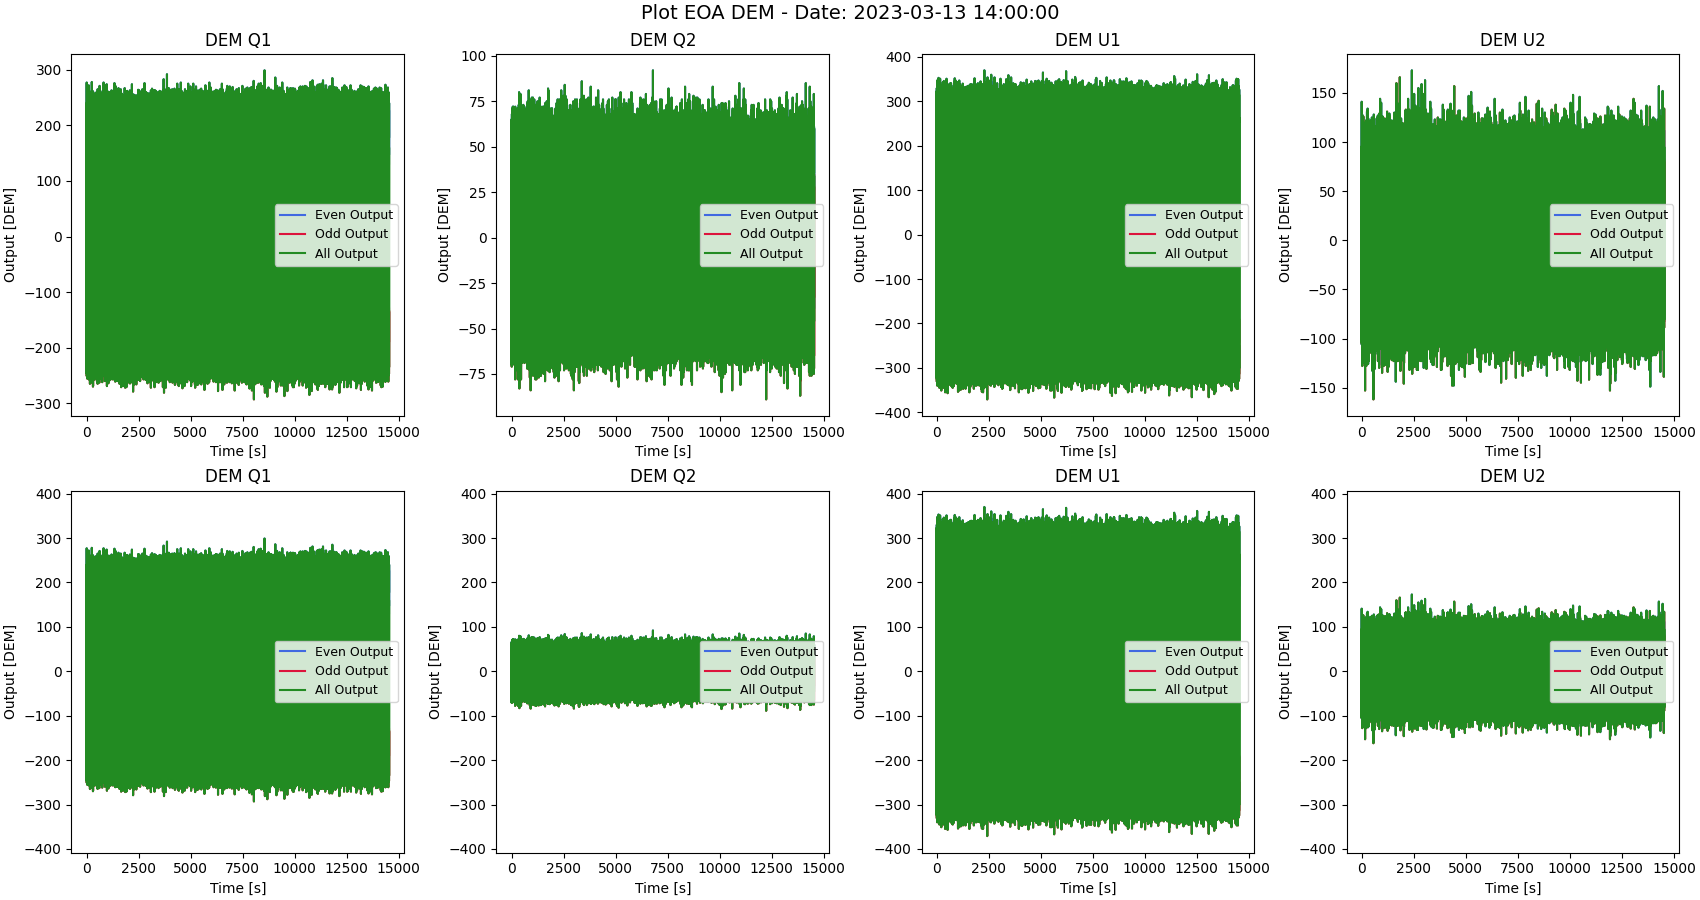 Plot EOA DEM - Date: 2023-03-13 14:00:00
DEM Q1
Output [DEM]
300
200
100
0
−100
−200
−300
Even Output
Odd Output
All Output
0 2500 5000 7500 10000 12500 15000
Time [s]
DEM Q2
Output [DEM]
100
75
50
25
0
−25
−50
−75
Even Output
Odd Output
All Output
0 2500 5000 7500 10000 12500 15000
Time [s]
DEM U1
Output [DEM]
400
300
200
100
0
−100
−200
−300
−400
Even Output
Odd Output
All Output
0 2500 5000 7500 10000 12500 15000
Time [s]
DEM U2
Output [DEM]
150
100
50
0
−50
−100
−150
Even Output
Odd Output
All Output
0 2500 5000 7500 10000 12500 15000
Time [s]
DEM Q1
Output [DEM]
400
300
200
100
0
−100
−200
−300
−400
Even Output
Odd Output
All Output
0 2500 5000 7500 10000 12500 15000
Time [s]
DEM Q2
Output [DEM]
400
300
200
100
0
−100
−200
−300
−400
Even Output
Odd Output
All Output
0 2500 5000 7500 10000 12500 15000
Time [s]
DEM U1
Output [DEM]
400
300
200
100
0
−100
−200
−300
−400
Even Output
Odd Output
All Output
0 2500 5000 7500 10000 12500 15000
Time [s]
DEM U2
Output [DEM]
400
300
200
100
0
−100
−200
−300
−400
Even Output
Odd Output
All Output
0 2500 5000 7500 10000 12500 15000
Time [s]